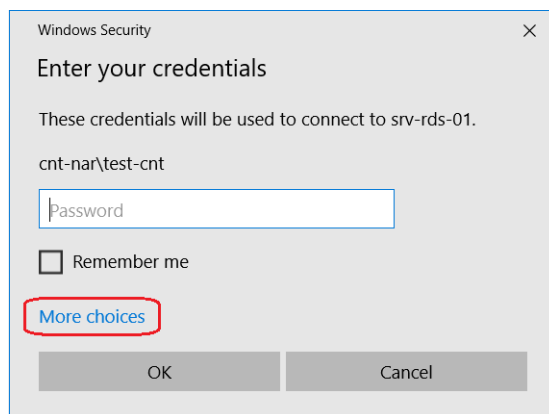 Windows Security
Enter your credentials
These credentials will be used to connect to srv-rds-01.
cnt-nar\test-cnt
Password
Remember me
More choices
OK Cancel